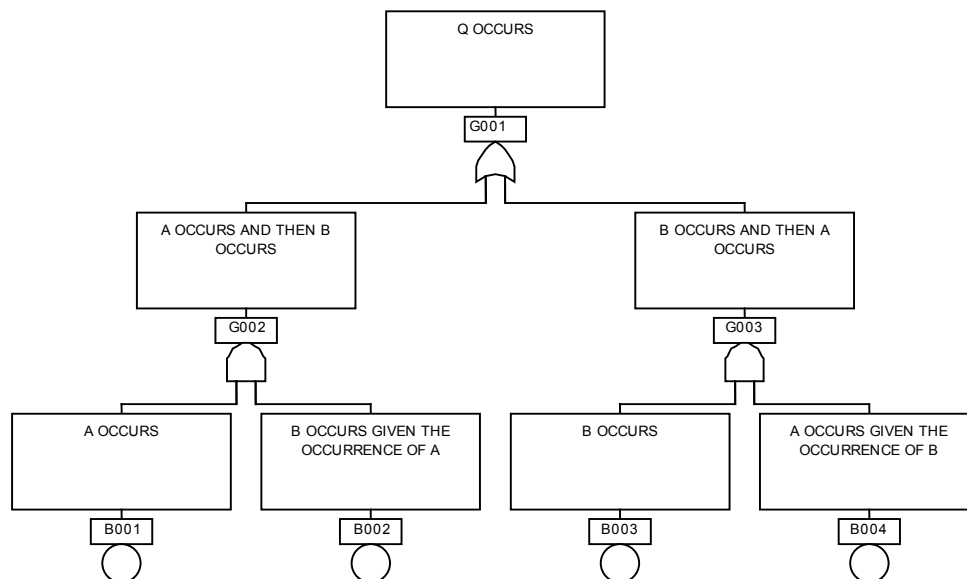 Q OCCURS
G001
A OCCURS AND THEN B
OCCURS
B OCCURS AND THEN A
OCCURS
G002
G003
A OCCURS
B OCCURS GIVEN THE
OCCURRENCE OF A
B OCCURS
A OCCURS GIVEN THE
OCCURRENCE OF B
B001
B002
B003
B004